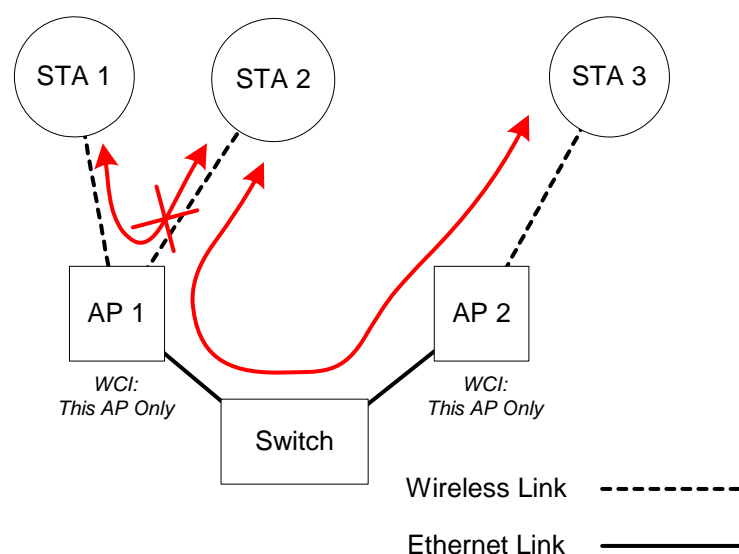 STA 1
STA 2
STA 3
AP 1
AP 2
WCI:
This AP Only
WCI:
This AP Only
Switch
Wireless Link
Ethernet Link